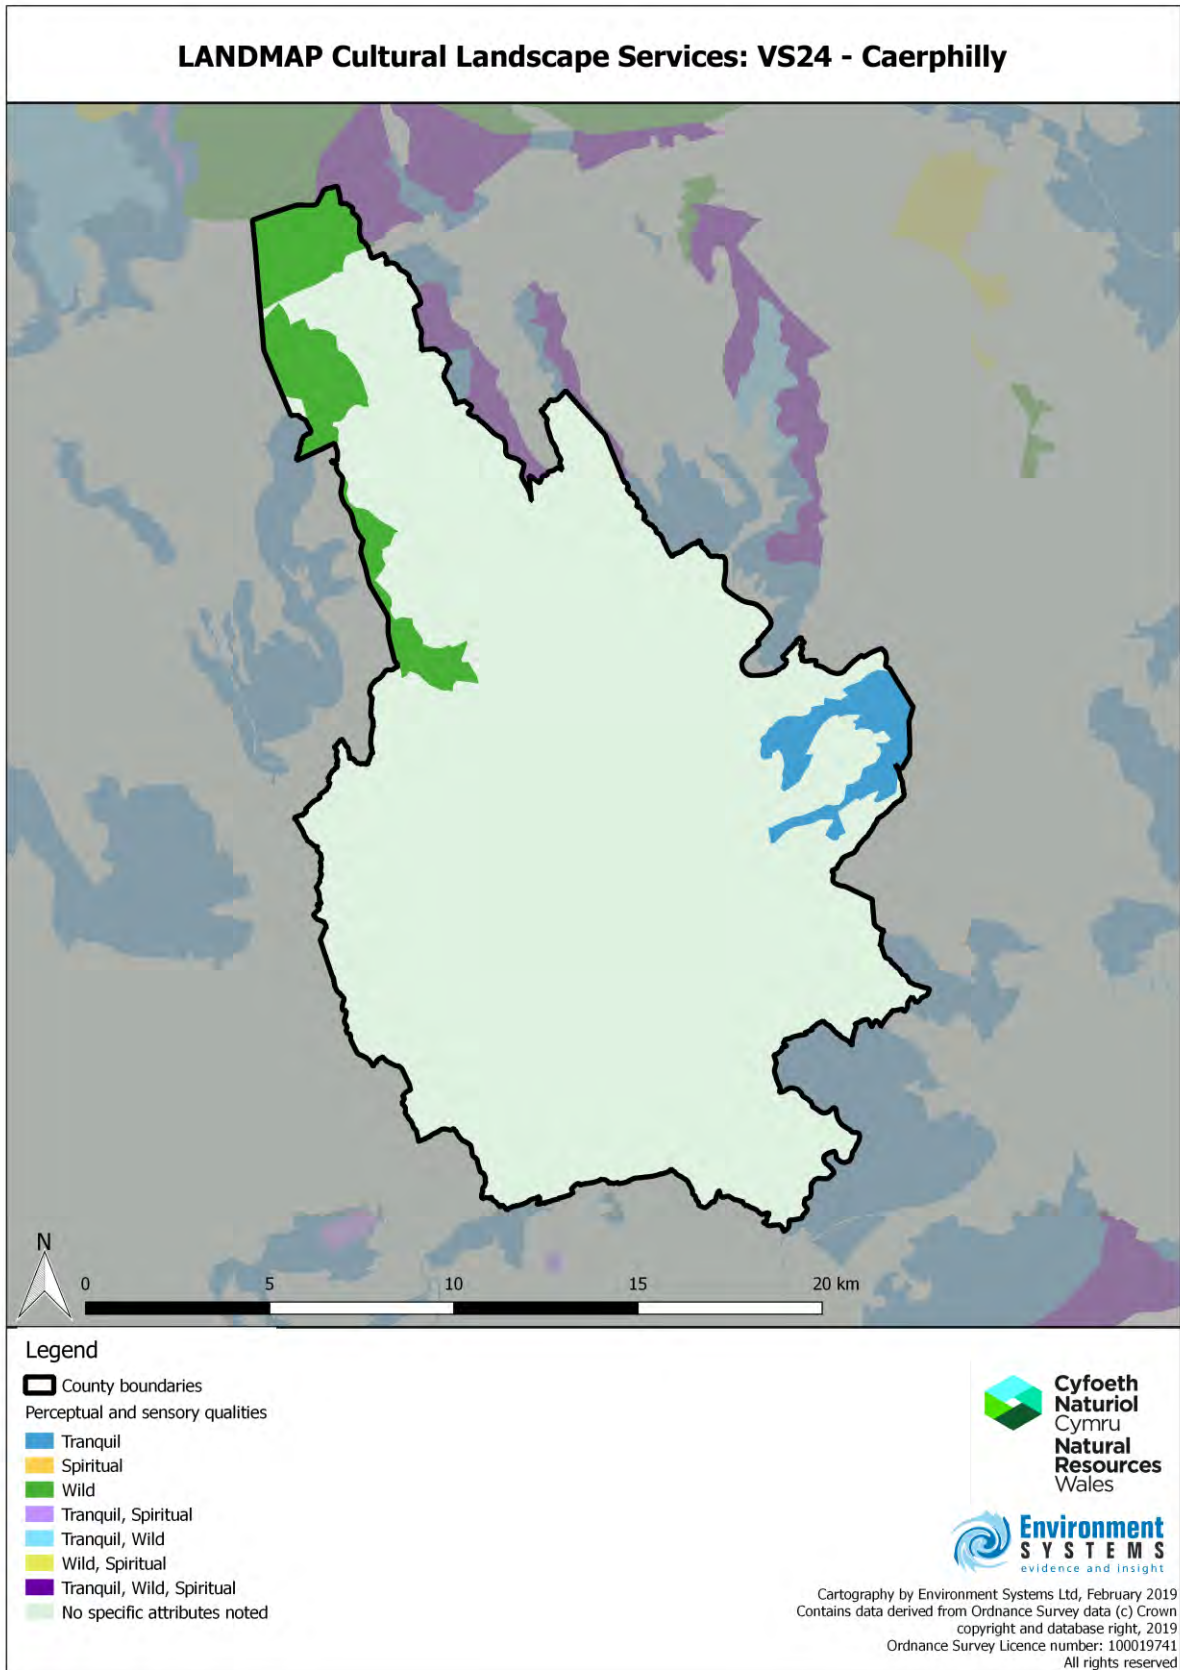 LANDMAP Cultural Landscape Services: VS24 - Caerphilly
N
0 5 10 15 20 km
Legend
County boundaries
Perceptual and sensory qualities
Tranquil
Spiritual
Wild
Tranquil, Spiritual
Tranquil, Wild
Wild, Spiritual
Tranquil, Wild, Spiritual
No specific attributes noted
Cyfoeth
Naturiol
Cymru
Natural
Resources
Wales
Environment
SYSTEMS
evidence and insight
Cartography by Environment Systems Ltd, February 2019
Contains data derived from Ordnance Survey data (c) Crown
copyright and database right, 2019
Ordnance Survey Licence number: 100019741
All rights reserved